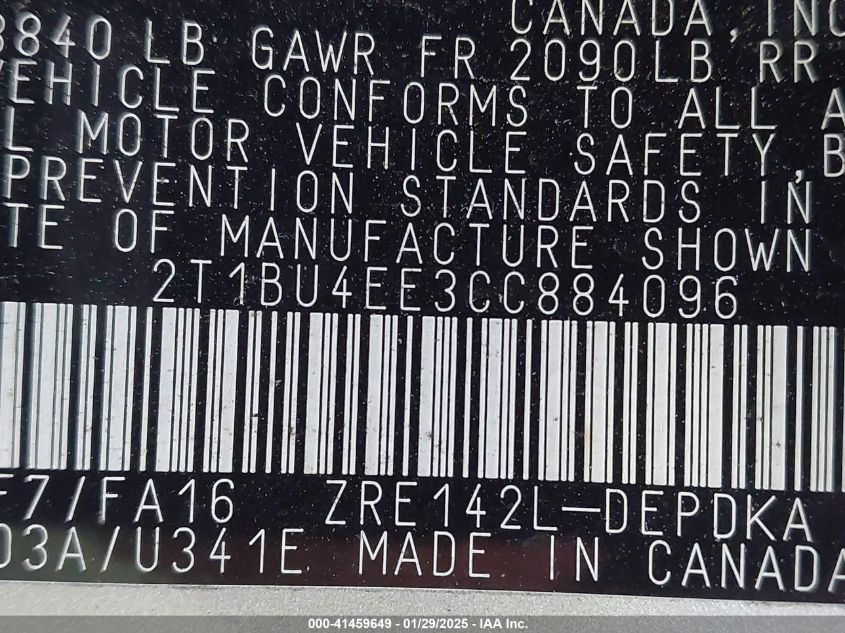 CANADA, INC
3840 LB GAWR FR 2090LB RR
VEHICLE CONFORMS TO ALL A
L MOTOR VEHICLE SAFETY, B
PREVENTION STANDARDS IN
TE OF MANUFACTURE SHOWN
2T1BU4EE3CC884096
F7/FA16 ZRE142L-DEPDKA
03A/U341E MADE IN CANADA
000-41459649 - 01/29/2025 - IAA Inc.